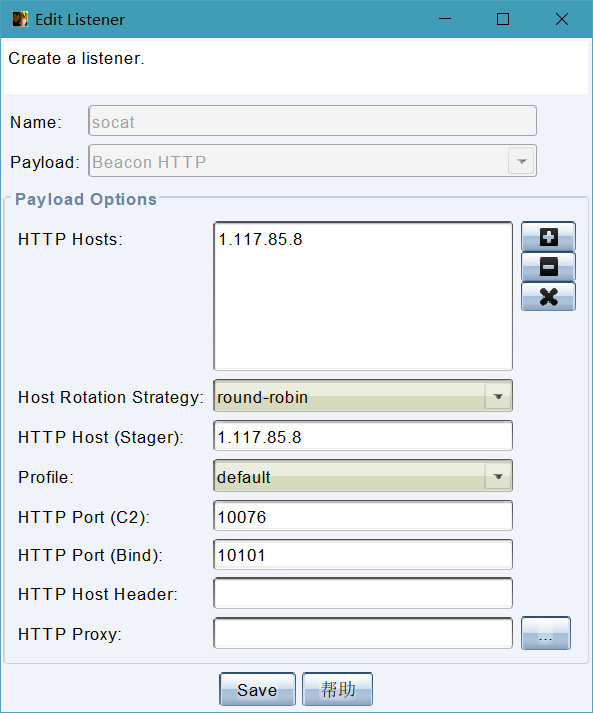 Edit Listener
Create a listener.
Name: socat
Payload: Beacon HTTP
Payload Options
HTTP Hosts: 1.117.85.8
Host Rotation Strategy: round-robin
HTTP Host (Stager): 1.117.85.8
Profile: default
HTTP Port (C2): 10076
HTTP Port (Bind): 10101
HTTP Host Header:
HTTP Proxy: ...
Save 帮助